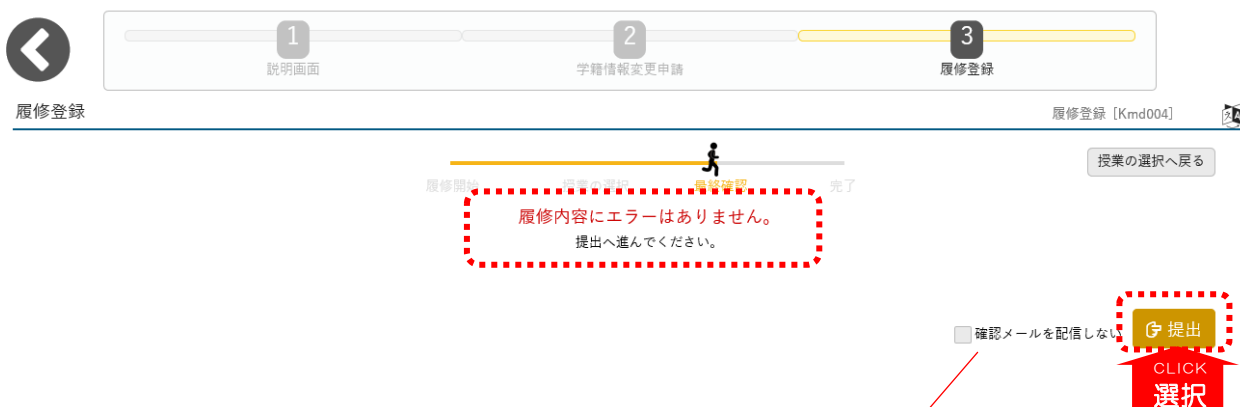 1
説明画面
2
学籍情報変更申請
3
履修登録
履修登録
履修登録 [Kmd004]
授業の選択へ戻る
履修開始
授業の選択
最終確認
完了
履修内容にエラーはありません。
提出へ進んでください。
確認メールを配信しない
提出
CLICK
選択